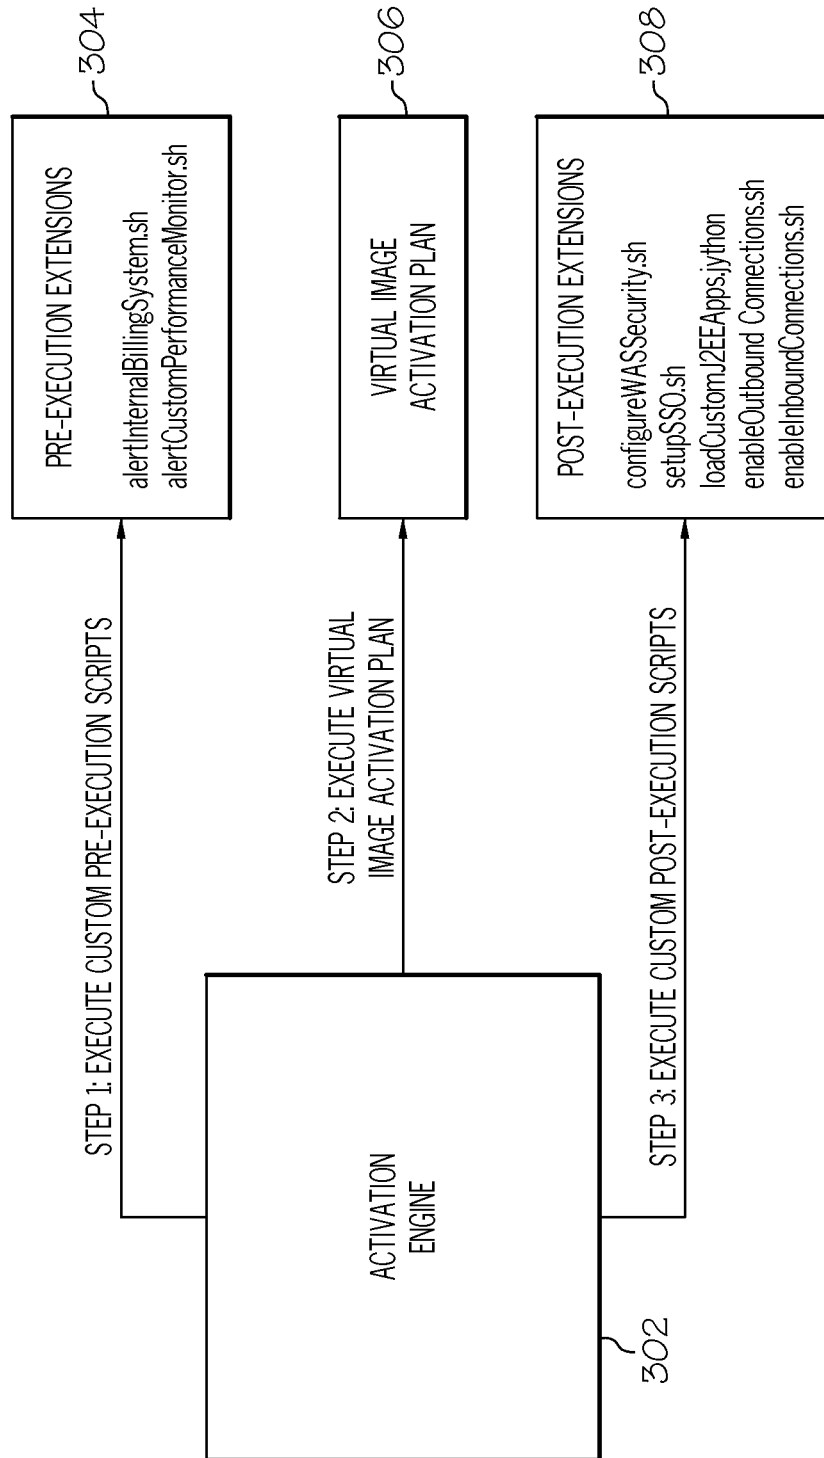 ACTIVATION
ENGINE
302
STEP 1: EXECUTE CUSTOM PRE-EXECUTION SCRIPTS
PRE-EXECUTION EXTENSIONS
alertInternalBillingSystem.sh
alertCustomPerformanceMonitor.sh
304
STEP 2: EXECUTE VIRTUAL
IMAGE ACTIVATION PLAN
VIRTUAL IMAGE
ACTIVATION PLAN
306
STEP 3: EXECUTE CUSTOM POST-EXECUTION SCRIPTS
POST-EXECUTION EXTENSIONS
configureWASSecurity.sh
setupSSO.sh
loadCustomJ2EEApps.jython
enableOutbound Connections.sh
enableInboundConnections.sh
308